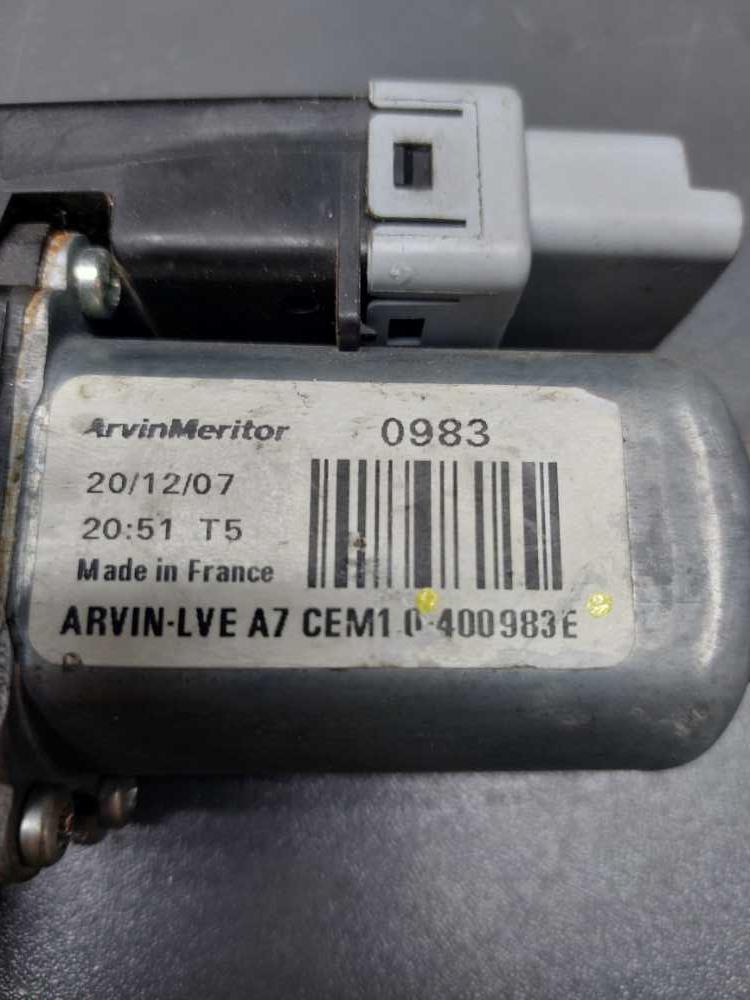 ArvinMeritor 0983
20/12/07
20:51 T5
Made in France
ARVIN-LVE A7 CEM1 0-400983E